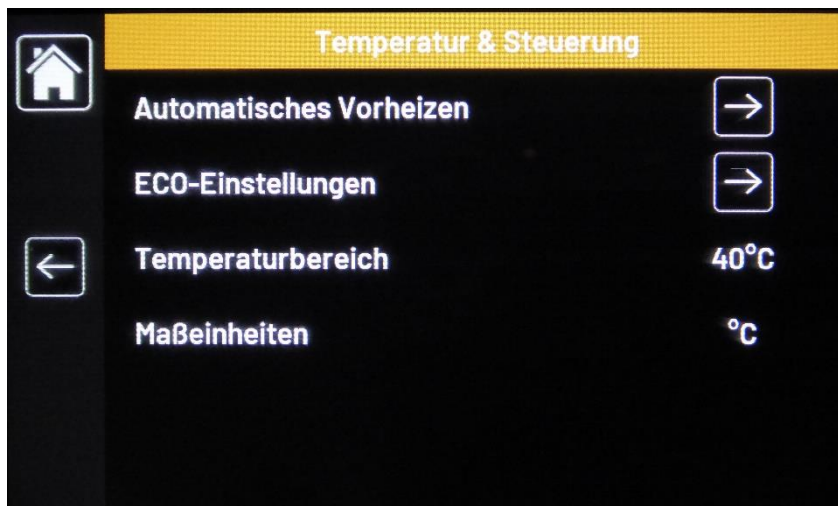 Temperatur & Steuerung
Automatisches Vorheizen
ECO-Einstellungen
Temperaturbereich 40°C
Maßeinheiten °C